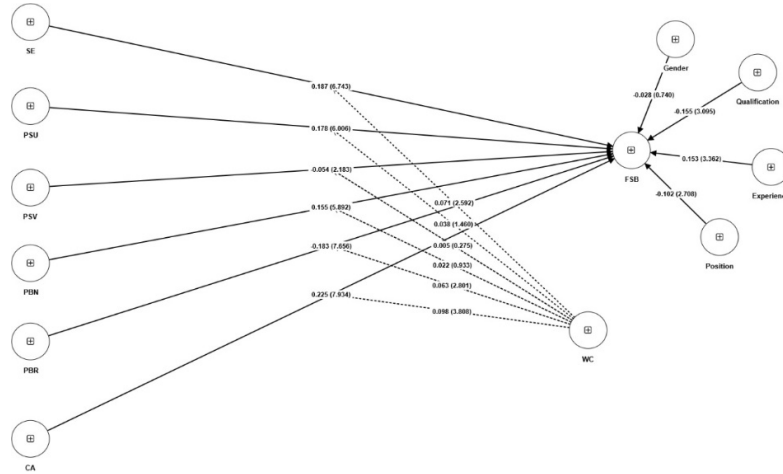 SE
PSU
PSV
PBN
PBR
CA
0.187 (6.743)
0.178 (6.006)
-0.054 (2.183)
0.155 (5.892)
-0.183 (7.656)
0.225 (7.934)
0.071 (2.592)
0.038 (1.460)
0.005 (0.275)
0.022 (0.933)
0.063 (2.801)
0.098 (3.808)
WC
FSB
Gender
-0.028 (0.740)
Qualification
-0.155 (3.095)
Experienc
0.153 (3.362)
Position
-0.102 (2.708)